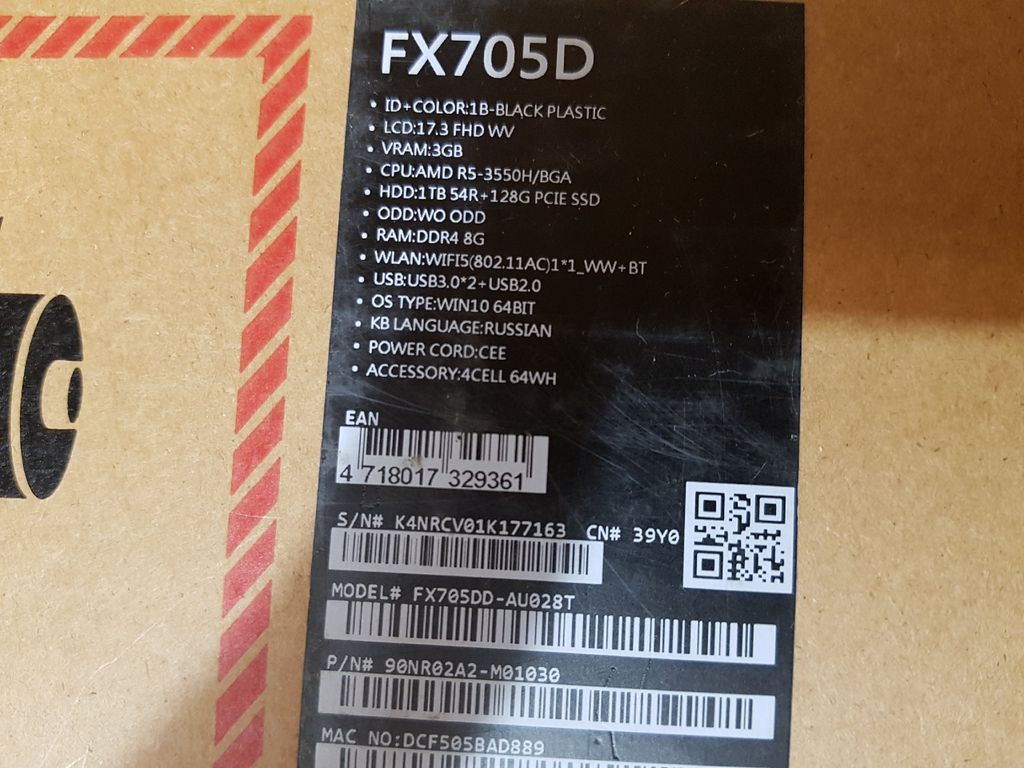 FX705D
• ID+COLOR:1B-BLACK PLASTIC
• LCD:17.3 FHD WV
• VRAM:3GB
• CPU:AMD R5-3550H/BGA
• HDD:1TB 54R+128G PCIE SSD
• ODD:WO ODD
• RAM:DDR4 8G
• WLAN:WIFI5(802.11AC)1*1_WW+BT
• USB:USB3.0*2+USB2.0
• OS TYPE:WIN10 64BIT
• KB LANGUAGE:RUSSIAN
• POWER CORD:CEE
• ACCESSORY:4CELL 64WH
EAN
4 718017 329361
S/N# K4NRCV01K177163 CN# 39Y0
MODEL# FX705DD-AU028T
P/N# 90NR02A2-M01030
MAC NO:DCF505BAD889